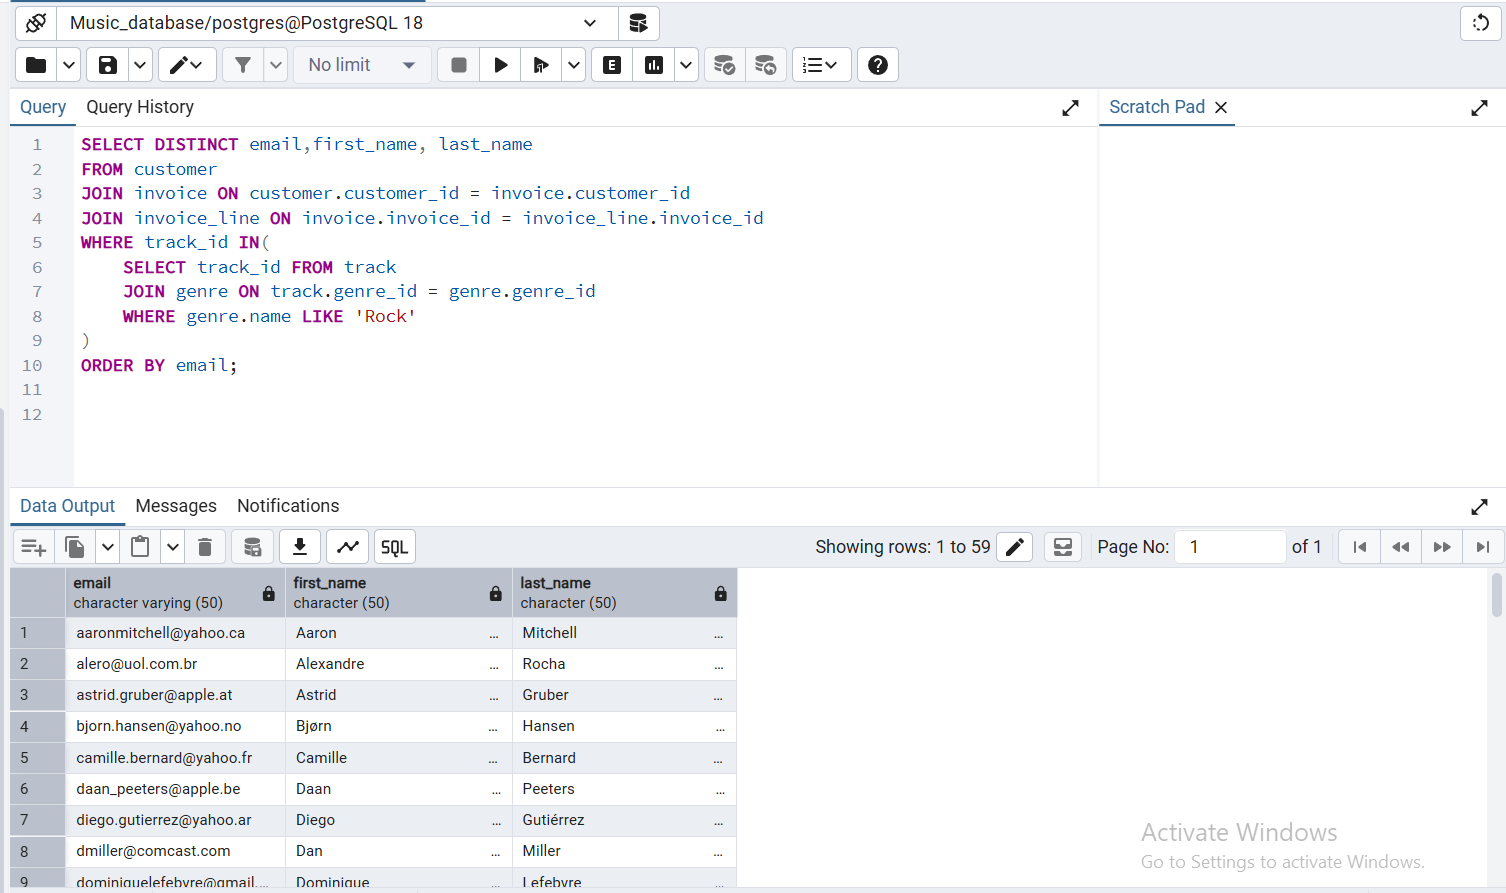 Music_database/postgres@PostgreSQL 18
No limit
E
Query Query History
Scratch Pad
1 SELECT DISTINCT email,first_name, last_name
2 FROM customer
3 JOIN invoice ON customer.customer_id = invoice.customer_id
4 JOIN invoice_line ON invoice.invoice_id = invoice_line.invoice_id
5 WHERE track_id IN(
6 SELECT track_id FROM track
7 JOIN genre ON track.genre_id = genre.genre_id
8 WHERE genre.name LIKE 'Rock'
9 )
10 ORDER BY email;
11
12
Data Output Messages Notifications
SQL Showing rows: 1 to 59 Page No: 1 of 1
email first_name last_name
character varying (50) character (50) character (50)
1 aaronmitchell@yahoo.ca Aaron ... Mitchell ...
2 alero@uol.com.br Alexandre ... Rocha ...
3 astrid.gruber@apple.at Astrid ... Gruber ...
4 bjorn.hansen@yahoo.no Bjørn ... Hansen ...
5 camille.bernard@yahoo.fr Camille ... Bernard ...
6 daan_peeters@apple.be Daan ... Peeters ...
7 diego.gutierrez@yahoo.ar Diego ... Gutiérrez ...
8 dmiller@comcast.com Dan ... Miller ...
9 dominiquelefebvre@gmail.... Dominique ... Lefebvre ...
Activate Windows
Go to Settings to activate Windows.